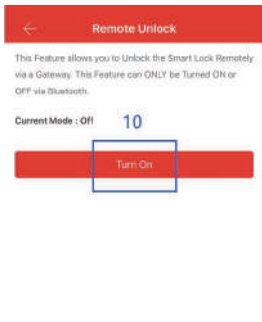 Remote Unlock
This Feature allows you to Unlock the Smart Lock Remotely
via a Gateway. This Feature can ONLY be Turned ON or
OFF via Bluetooth.
Current Mode : Off!
10
Turn On